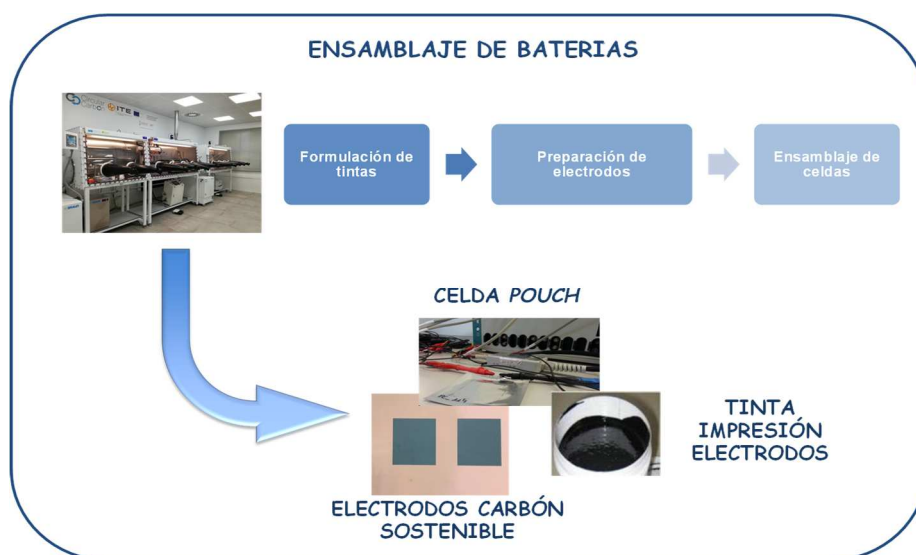 ENSAMBLAJE DE BATERIAS
ITE
Formulación de
tintas
Preparación de
electrodos
Ensamblaje de
celdas
CELDA POUCH
TINTA
IMPRESIÓN
ELECTRODOS
ELECTRODOS CARBÓN
SOSTENIBLE